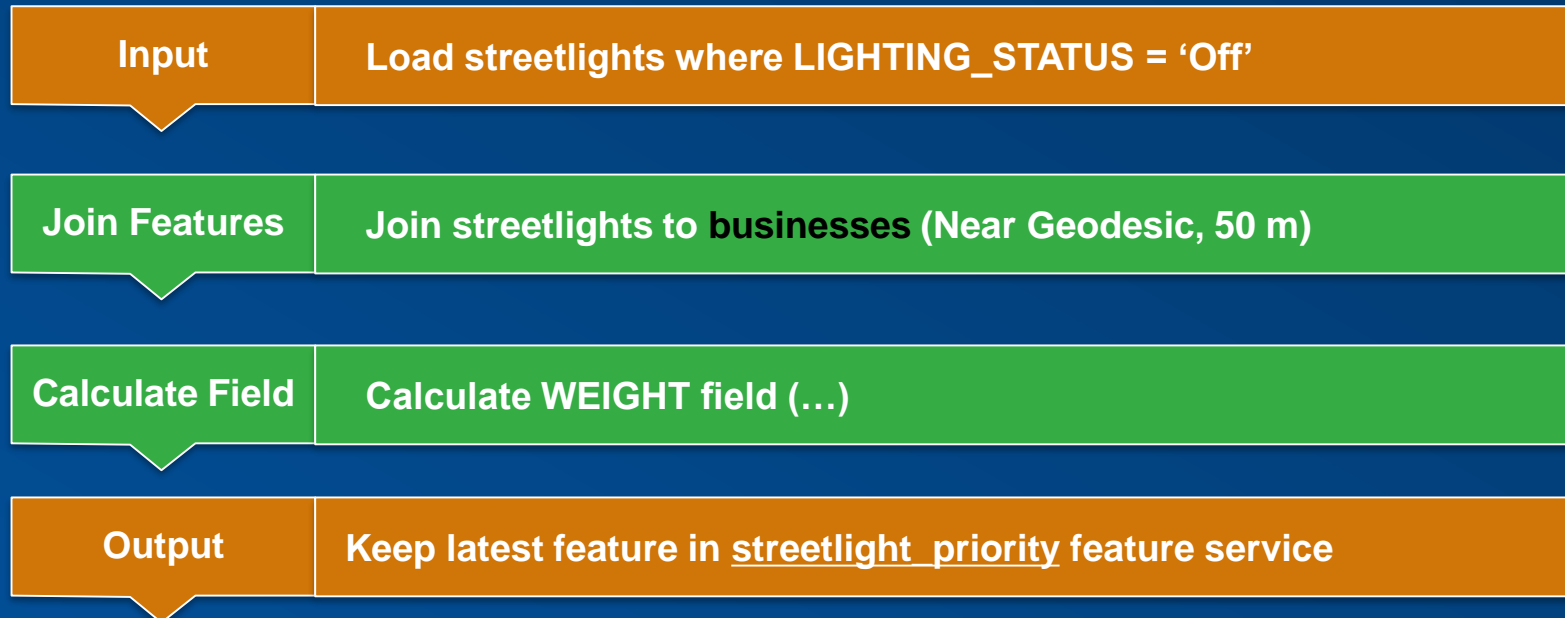 Input
Load streetlights where LIGHTING_STATUS = ‘Off’
Join Features
Join streetlights to businesses (Near Geodesic, 50 m)
Calculate Field
Calculate WEIGHT field (…)
Output
Keep latest feature in streetlight_priority feature service